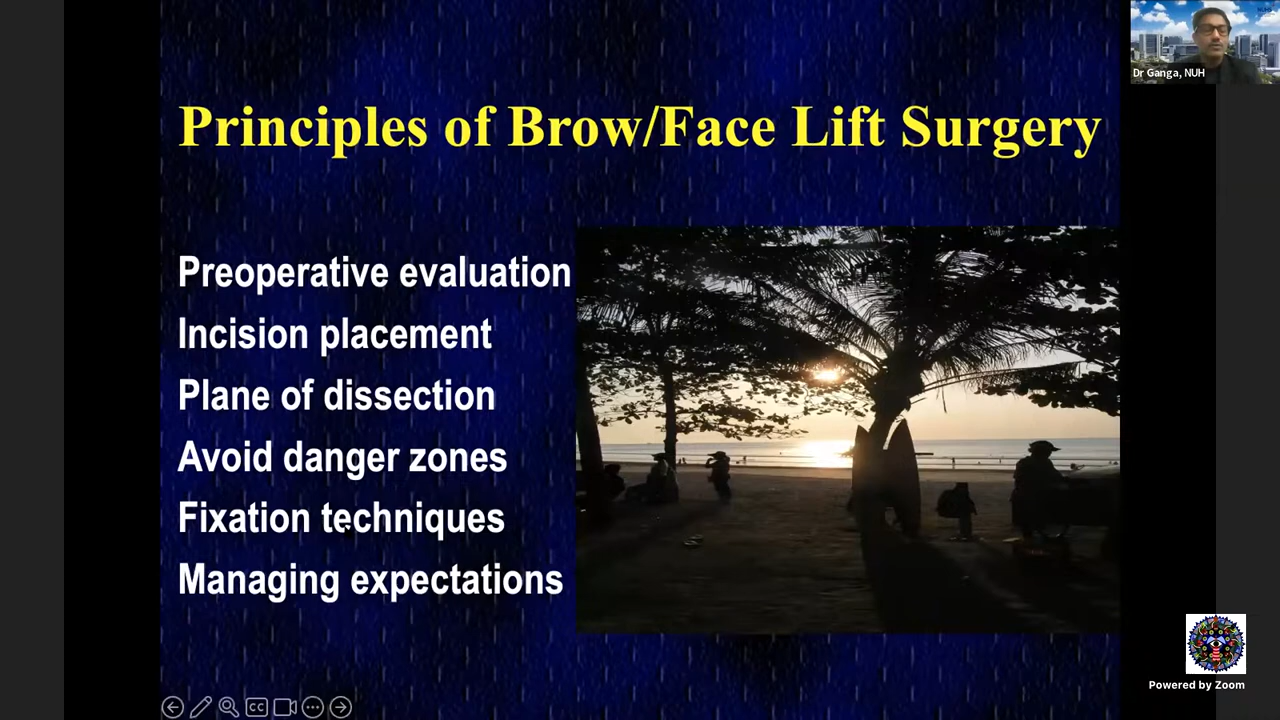 Principles of Brow/Face Lift Surgery
Preoperative evaluation
Incision placement
Plane of dissection
Avoid danger zones
Fixation techniques
Managing expectations
Dr Ganga, NUH
Powered by Zoom
CC